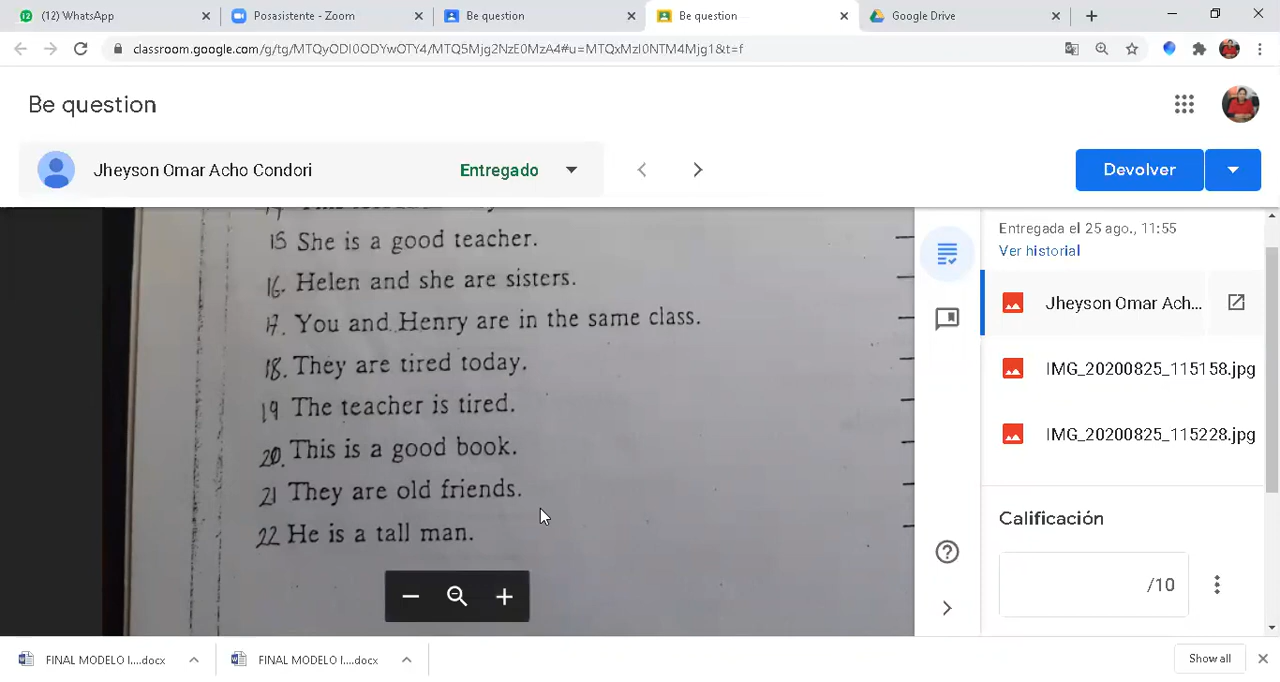 (12) WhatsApp
Posasistente - Zoom
Be question
Be question
Google Drive
classroom.google.com/g/tg/MTQyODI0ODYwOTY4/MTQ5Mjg2NzE0MzA4#u=MTQxMzI0NTM4Mjg1&t=f
Be question
Jheyson Omar Acho Condori
Entregado
Devolver
15 She is a good teacher.
16. Helen and she are sisters.
17. You and Henry are in the same class.
18. They are tired today.
19 The teacher is tired.
20. This is a good book.
21 They are old friends.
22 He is a tall man.
Entregada el 25 ago., 11:55
Ver historial
Jheyson Omar Ach...
IMG_20200825_115158.jpg
IMG_20200825_115228.jpg
Calificación
/10
FINAL MODELO I....docx
FINAL MODELO I....docx
Show all